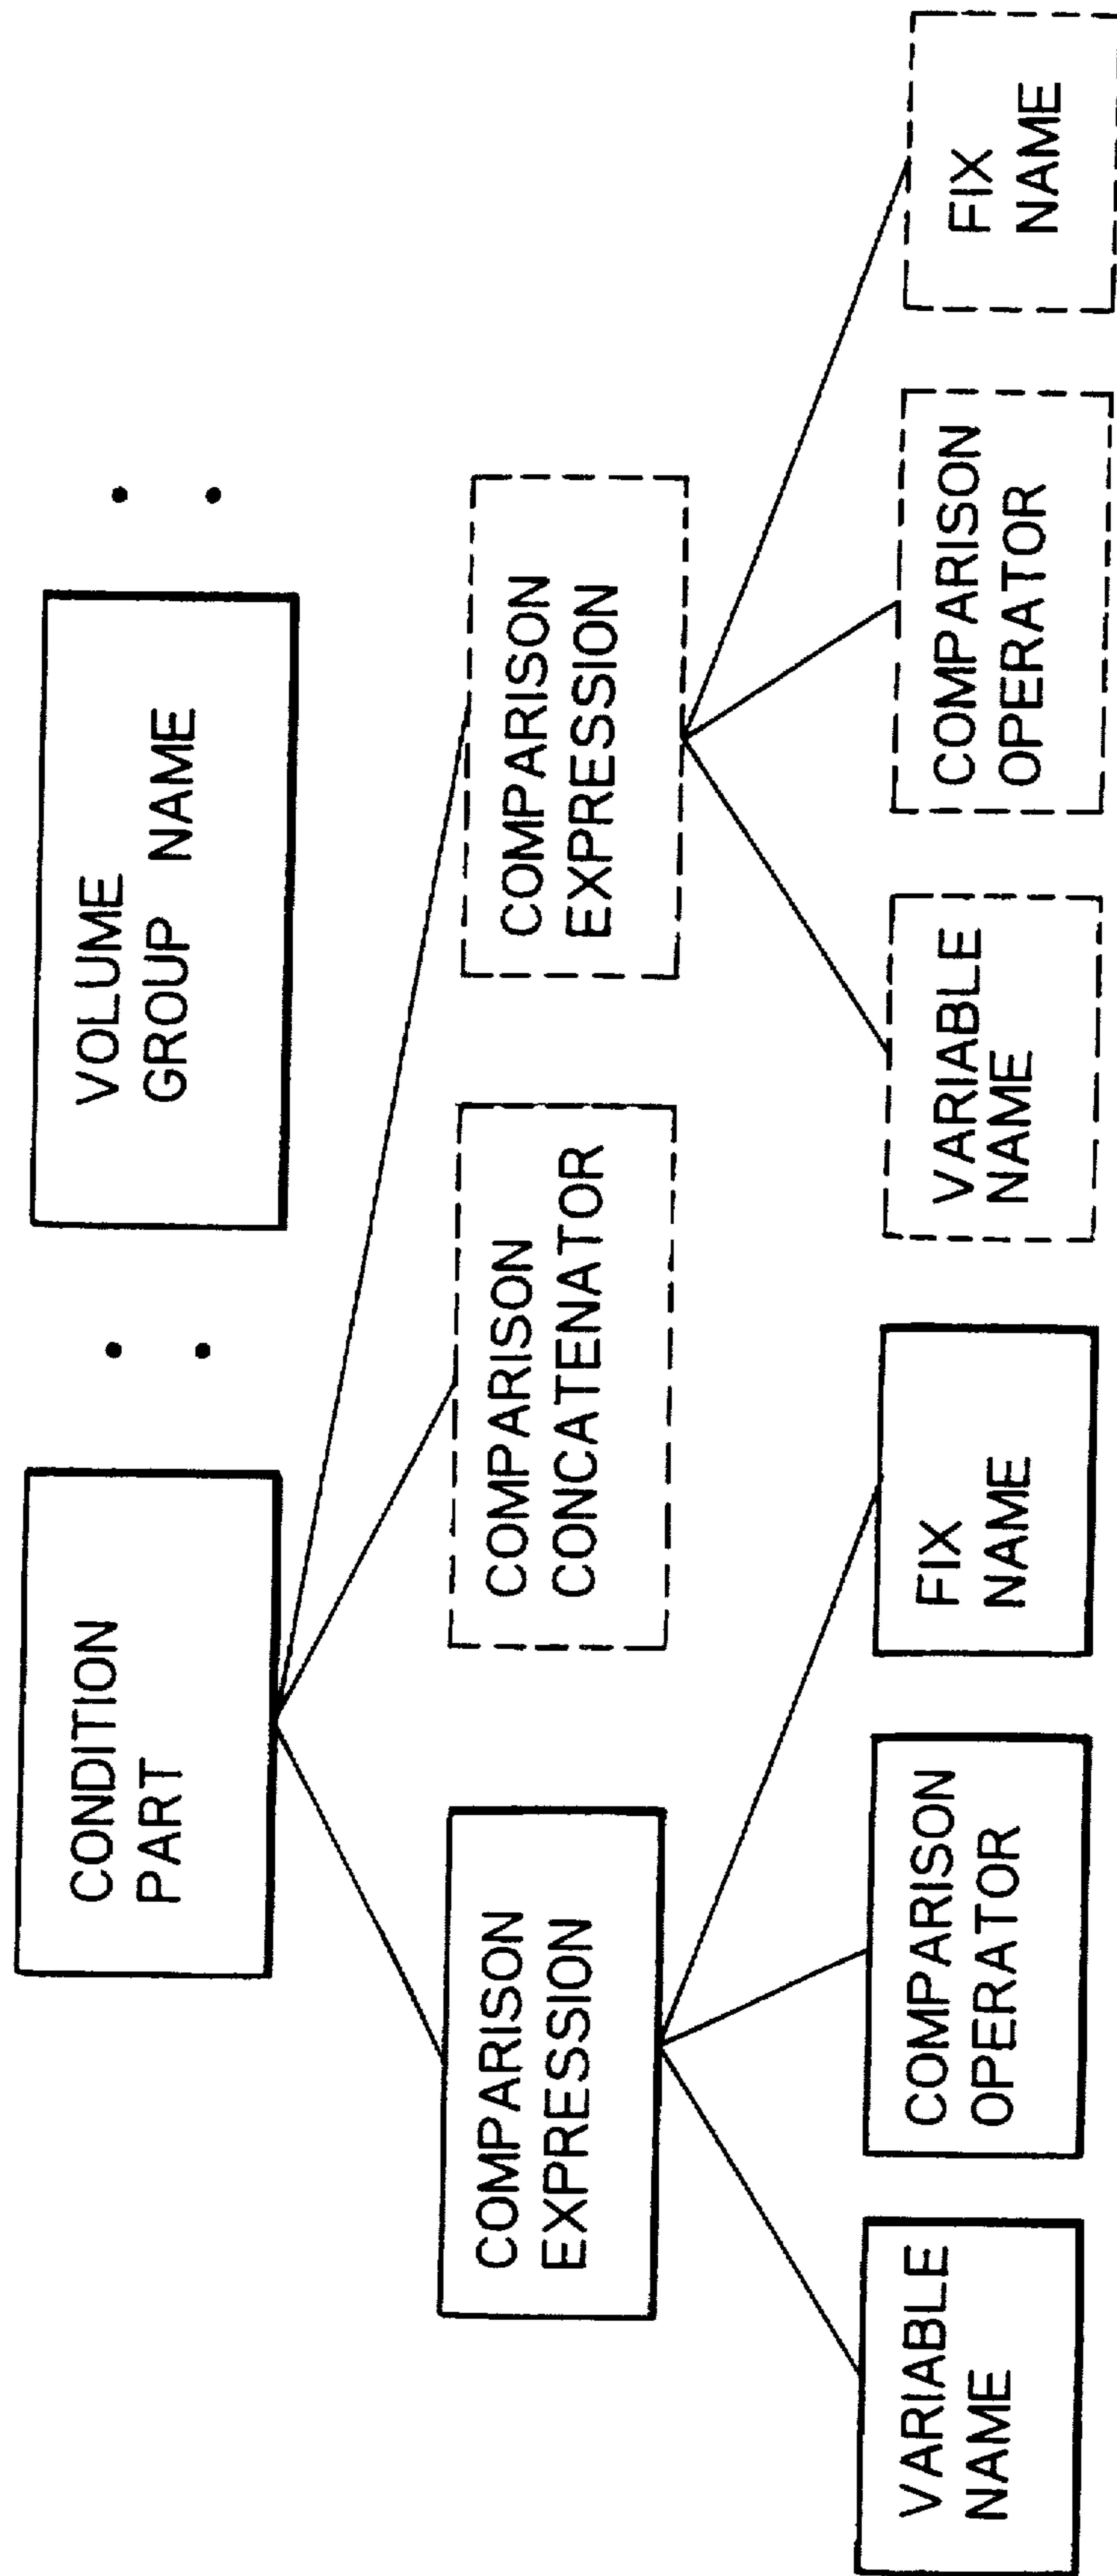 CONDITION
PART
:
VOLUME
GROUP NAME
:
COMPARISON
EXPRESSION
COMPARISON
CONCATENATOR
COMPARISON
EXPRESSION
VARIABLE
NAME
COMPARISON
OPERATOR
FIX
NAME
VARIABLE
NAME
COMPARISON
OPERATOR
FIX
NAME